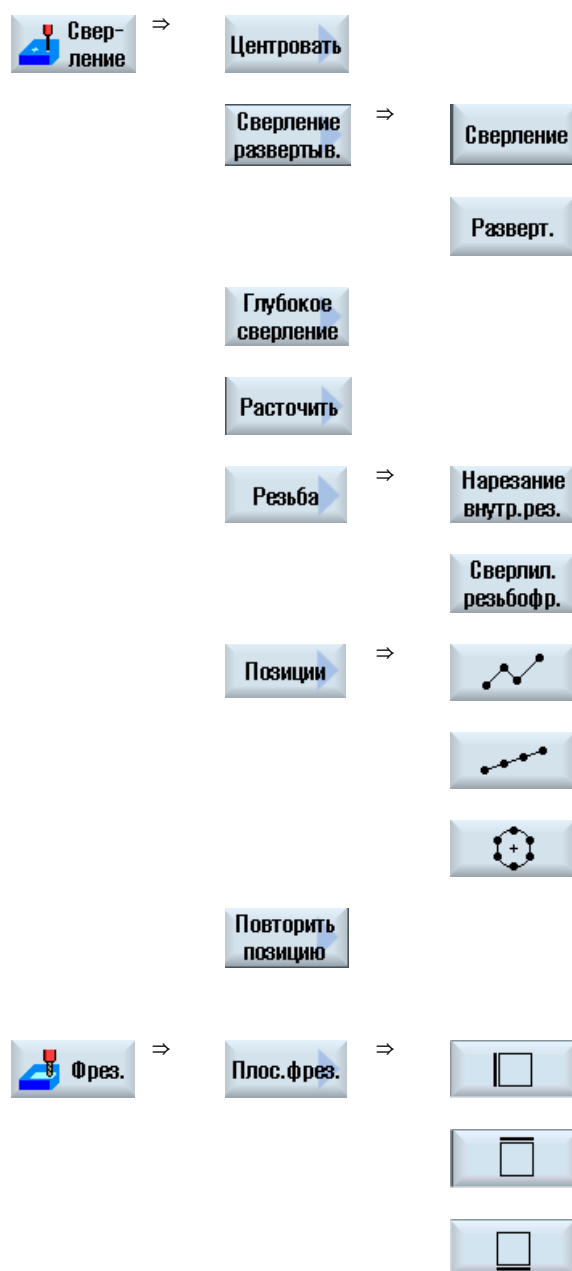 Свер-
ление
⇒
Центровать
Сверление
развертыв.
⇒
Сверление
Разверт.
Глубокое
сверление
Расточить
Резьба
⇒
Нарезание
внутр.рез.
Сверлил.
резьбофр.
Позиции
⇒
Повторить
позицию
Фрез.
⇒
Плос.фрез.
⇒